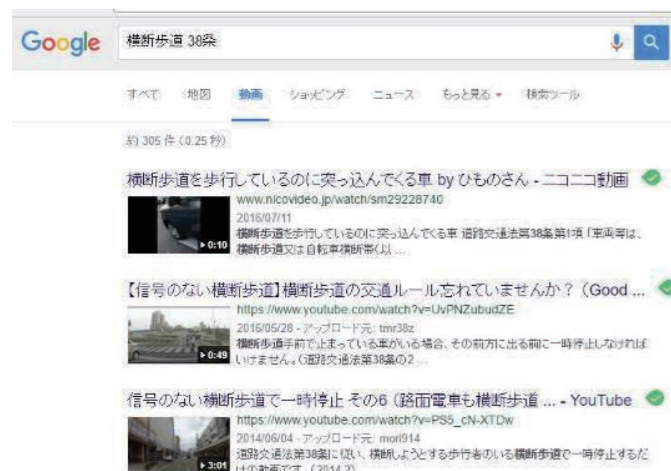 Google 横断歩道 38条
すべて 地図 動画 ショッピング ニュース もっと見る 検索ツール
約 305 件 (0.25 秒)
横断歩道を歩行しているのに突っ込んでくる車 by ひものさん - ニコニコ動画
www.nicovideo.jp/watch/sm29228740
2016/07/11
横断歩道を歩行しているのに突っ込んでくる車 道路交通法第38条第1項 「車両等は、
横断歩道又は自転車横断帯(以 ...
0:10
【信号のない横断歩道】横断歩道の交通ルール忘れていませんか？ (Good ...
https://www.youtube.com/watch?v=UvPNZubudZE
2016/05/28 - アップロード元: tmr38z
横断歩道手前で止まっている車がいる場合、その前方に出る前に一時停止しなければ
いけません。(道路交通法第38条の2 ...
0:49
信号のない横断歩道で一時停止 その6 (路面電車も横断歩道 ... - YouTube
https://www.youtube.com/watch?v=PS5_cN-XTDw
2014/06/04 - アップロード元: mori914
道路交通法第38条に従い、横断しようとする歩行者のいる横断歩道で一時停止するだ
けの動画です。(2014.2)
3:01